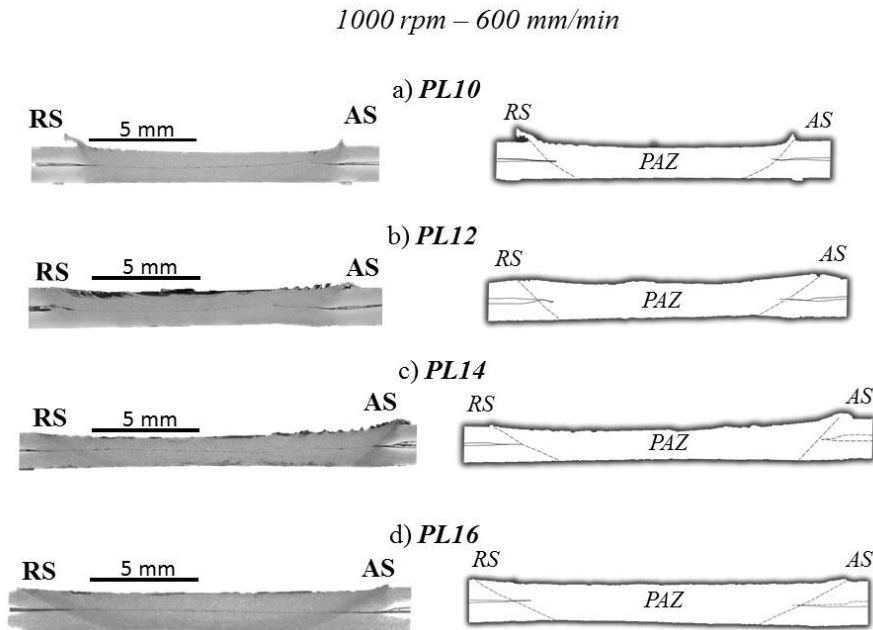 1000 rpm – 600 mm/min
a) PL10
RS
AS
5 mm
RS
AS
PAZ
b) PL12
RS
AS
5 mm
RS
AS
PAZ
c) PL14
RS
AS
5 mm
RS
AS
PAZ
d) PL16
RS
AS
5 mm
RS
AS
PAZ